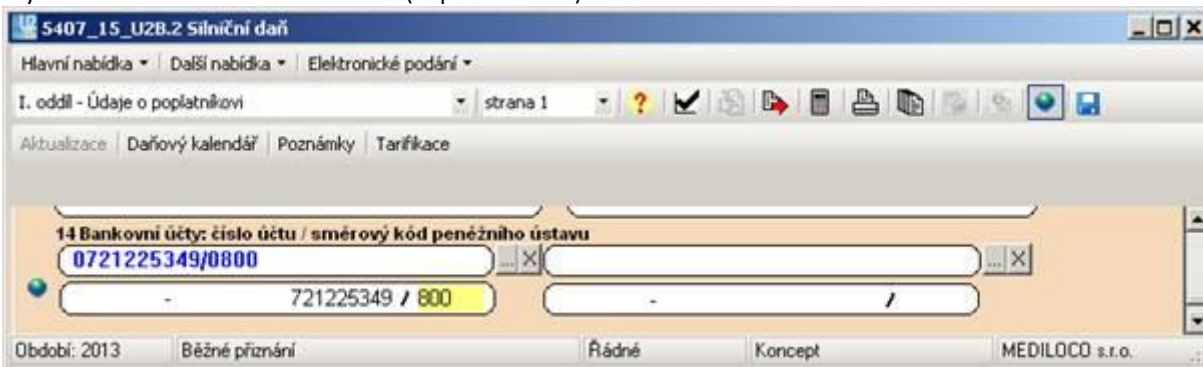 5407_15_U2B.2 Silniční daň
Hlavní nabídka Další nabídka Elektronické podání
I. oddíl - Údaje o poplatníkovi strana 1
Aktualizace Daňový kalendář Poznámky Tarifikace
14 Bankovní účty: číslo účtu / směrový kód peněžního ústavu
0721225349/0800 ... X ... X
- 721225349 / 800 - /
Období: 2013 Běžné přiznání Řádné Koncept MEDILOCO s.r.o.